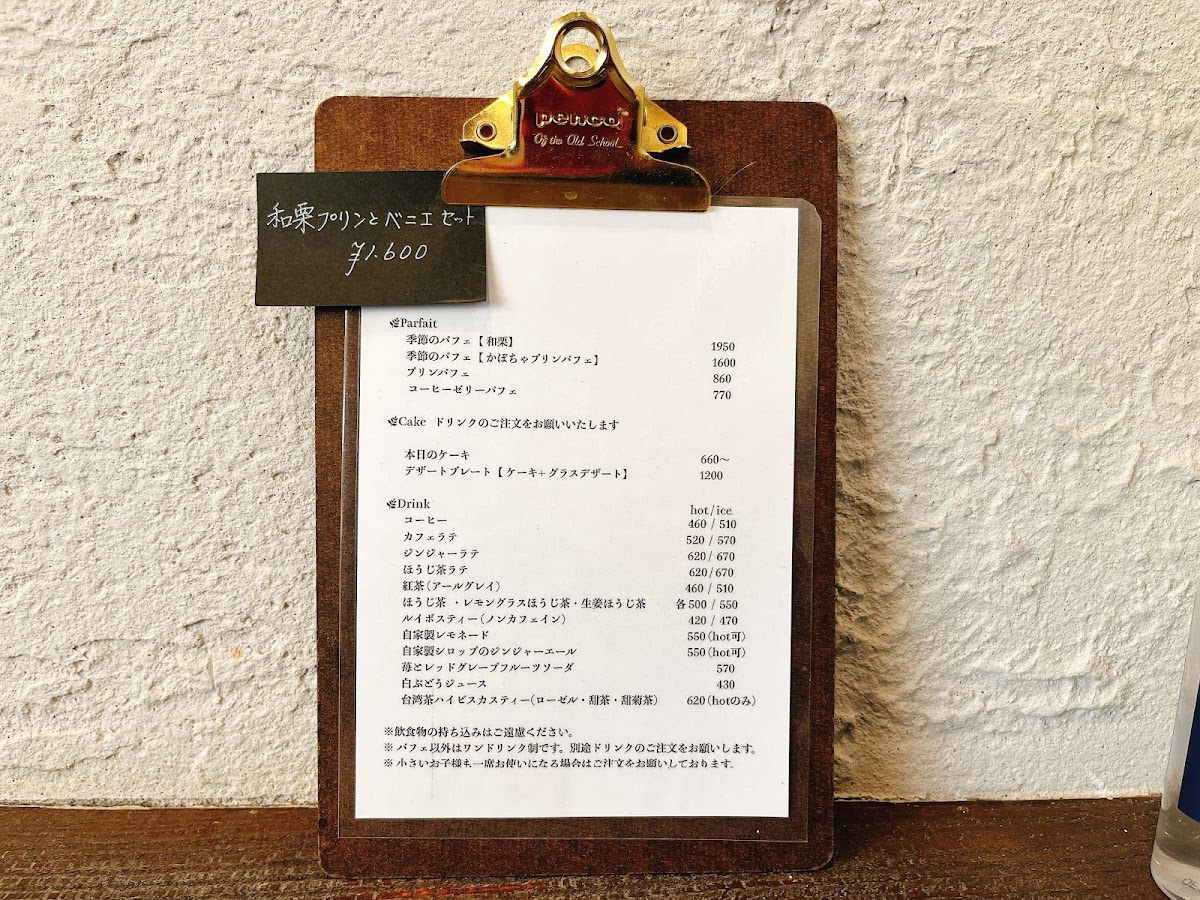 penco
Of the Old School
和栗プリンとベニエセット
¥1.600
Parfait
季節のパフェ【和栗】 1950
季節のパフェ【かぼちゃプリンパフェ】 1600
プリンパフェ 860
コーヒーゼリーパフェ 770
Cake ドリンクのご注文をお願いいたします
本日のケーキ 660〜
デザートプレート【ケーキ+グラスデザート】 1200
Drink hot/ice
コーヒー 460 / 510
カフェラテ 520 / 570
ジンジャーラテ 620 / 670
ほうじ茶ラテ 620 / 670
紅茶(アールグレイ) 460 / 510
ほうじ茶 ・レモングラスほうじ茶・生姜ほうじ茶 各500 / 550
ルイボスティー(ノンカフェイン) 420 / 470
自家製レモネード 550(hot可)
自家製シロップのジンジャーエール 550(hot可)
苺とレッドグレープフルーツソーダ 570
白ぶどうジュース 430
台湾茶ハイビスカスティー(ローゼル・甜茶・甜菊茶) 620(hotのみ)
※飲食物の持ち込みはご遠慮ください。
※パフェ以外はワンドリンク制です。別途ドリンクのご注文をお願いします。
※小さいお子様も一席お使いになる場合はご注文をお願いしております。